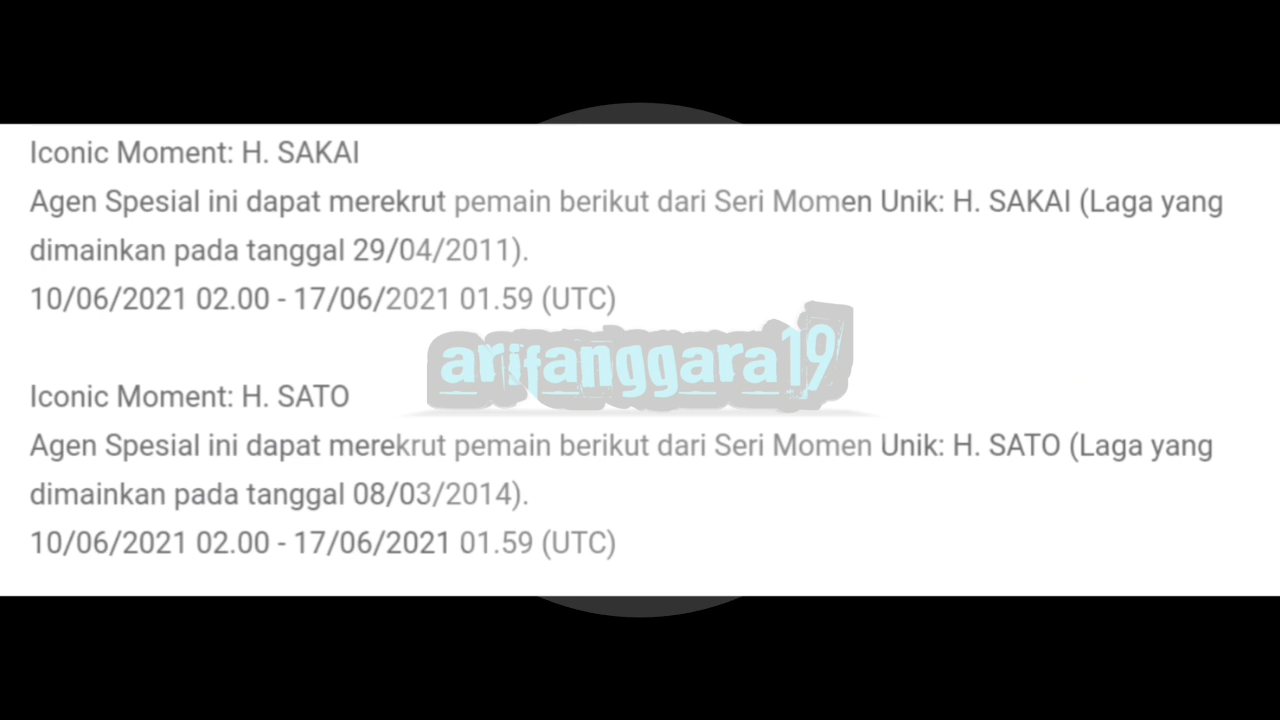 Iconic Moment: H. SAKAI
Agen Spesial ini dapat merekrut pemain berikut dari Seri Momen Unik: H. SAKAI (Laga yang
dimainkan pada tanggal 29/04/2011).
10/06/2021 02.00 - 17/06/2021 01.59 (UTC)
arifanggara19
Iconic Moment: H. SATO
Agen Spesial ini dapat merekrut pemain berikut dari Seri Momen Unik: H. SATO (Laga yang
dimainkan pada tanggal 08/03/2014).
10/06/2021 02.00 - 17/06/2021 01.59 (UTC)